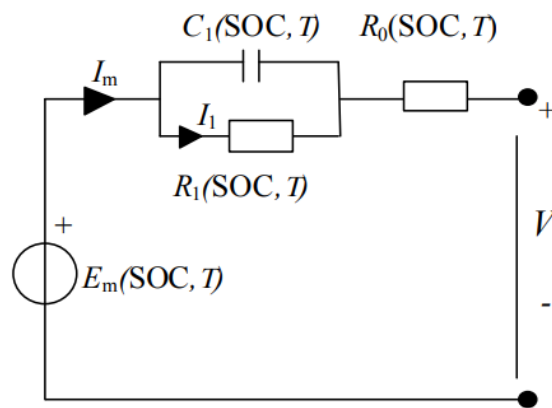 C1(SOC, T)
R0(SOC, T)
Im
I1
R1(SOC, T)
+
V
-
+
Em(SOC, T)